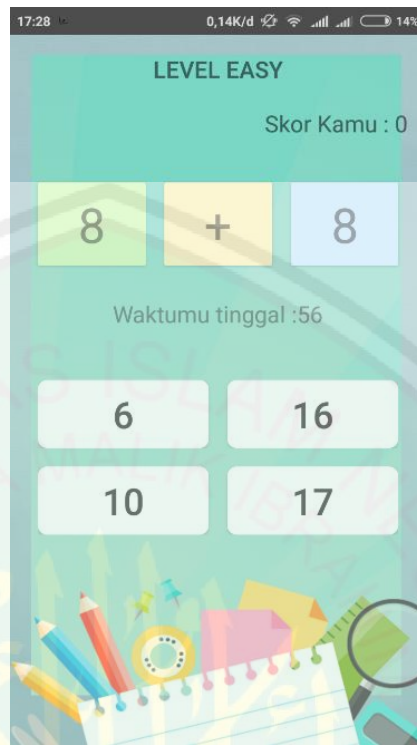 17:28 0,14K/d 14%
LEVEL EASY
Skor Kamu : 0
8 + 8
Waktumu tinggal :56
6 16
10 17